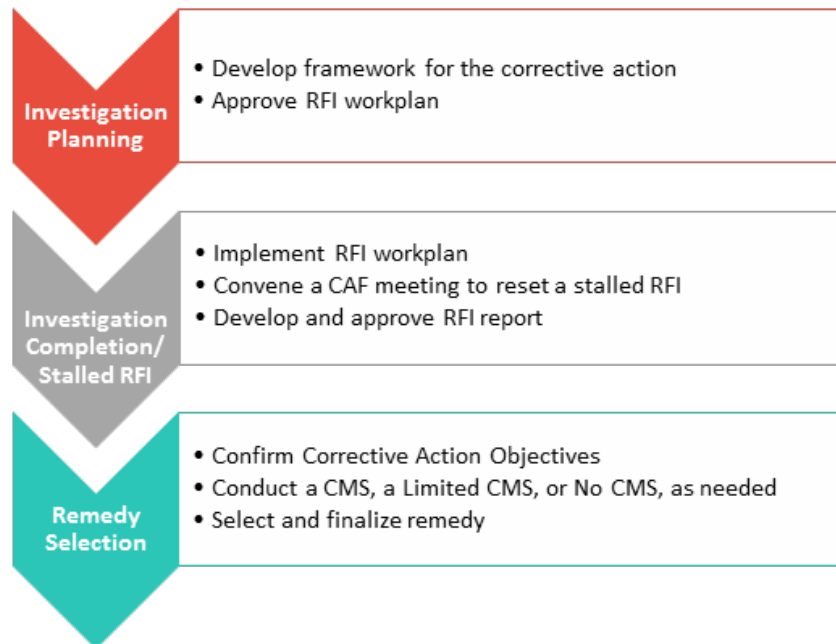 Investigation
Planning
• Develop framework for the corrective action
• Approve RFI workplan
Investigation
Completion/
Stalled RFI
• Implement RFI workplan
• Convene a CAF meeting to reset a stalled RFI
• Develop and approve RFI report
Remedy
Selection
• Confirm Corrective Action Objectives
• Conduct a CMS, a Limited CMS, or No CMS, as needed
• Select and finalize remedy